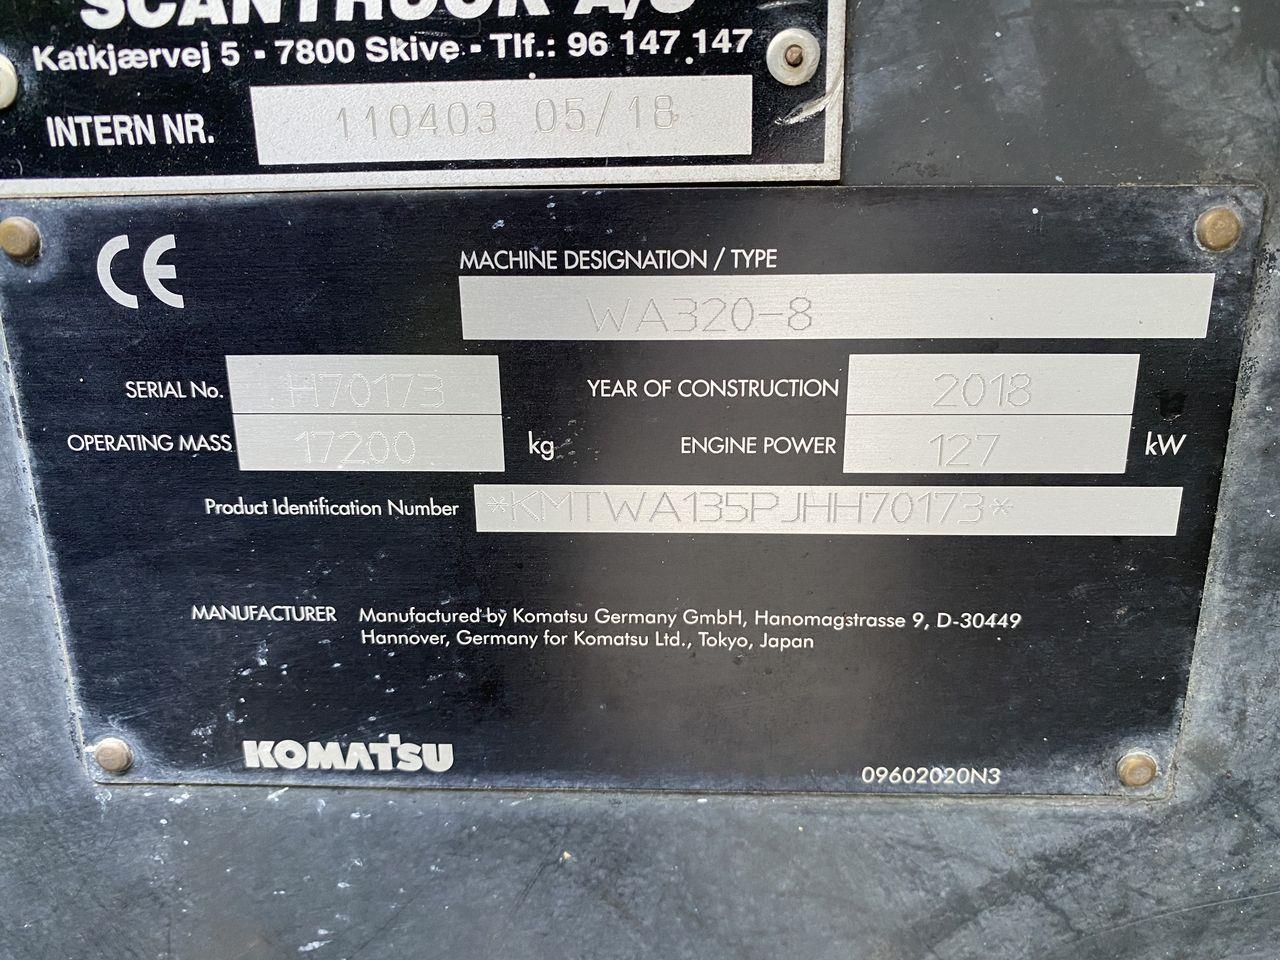 SCANTRUCK A/S
Katkjærvej 5 - 7800 Skive - Tlf.: 96 147 147
INTERN NR. 110403 05/18
CE
MACHINE DESIGNATION / TYPE
WA320-8
SERIAL No. H70173 YEAR OF CONSTRUCTION 2018
OPERATING MASS 17200 kg ENGINE POWER 127 kW
Product Identification Number *KMTWA135PJHH70173*
MANUFACTURER Manufactured by Komatsu Germany GmbH, Hanomagstrasse 9, D-30449
Hannover, Germany for Komatsu Ltd., Tokyo, Japan
KOMATSU 09602020N3